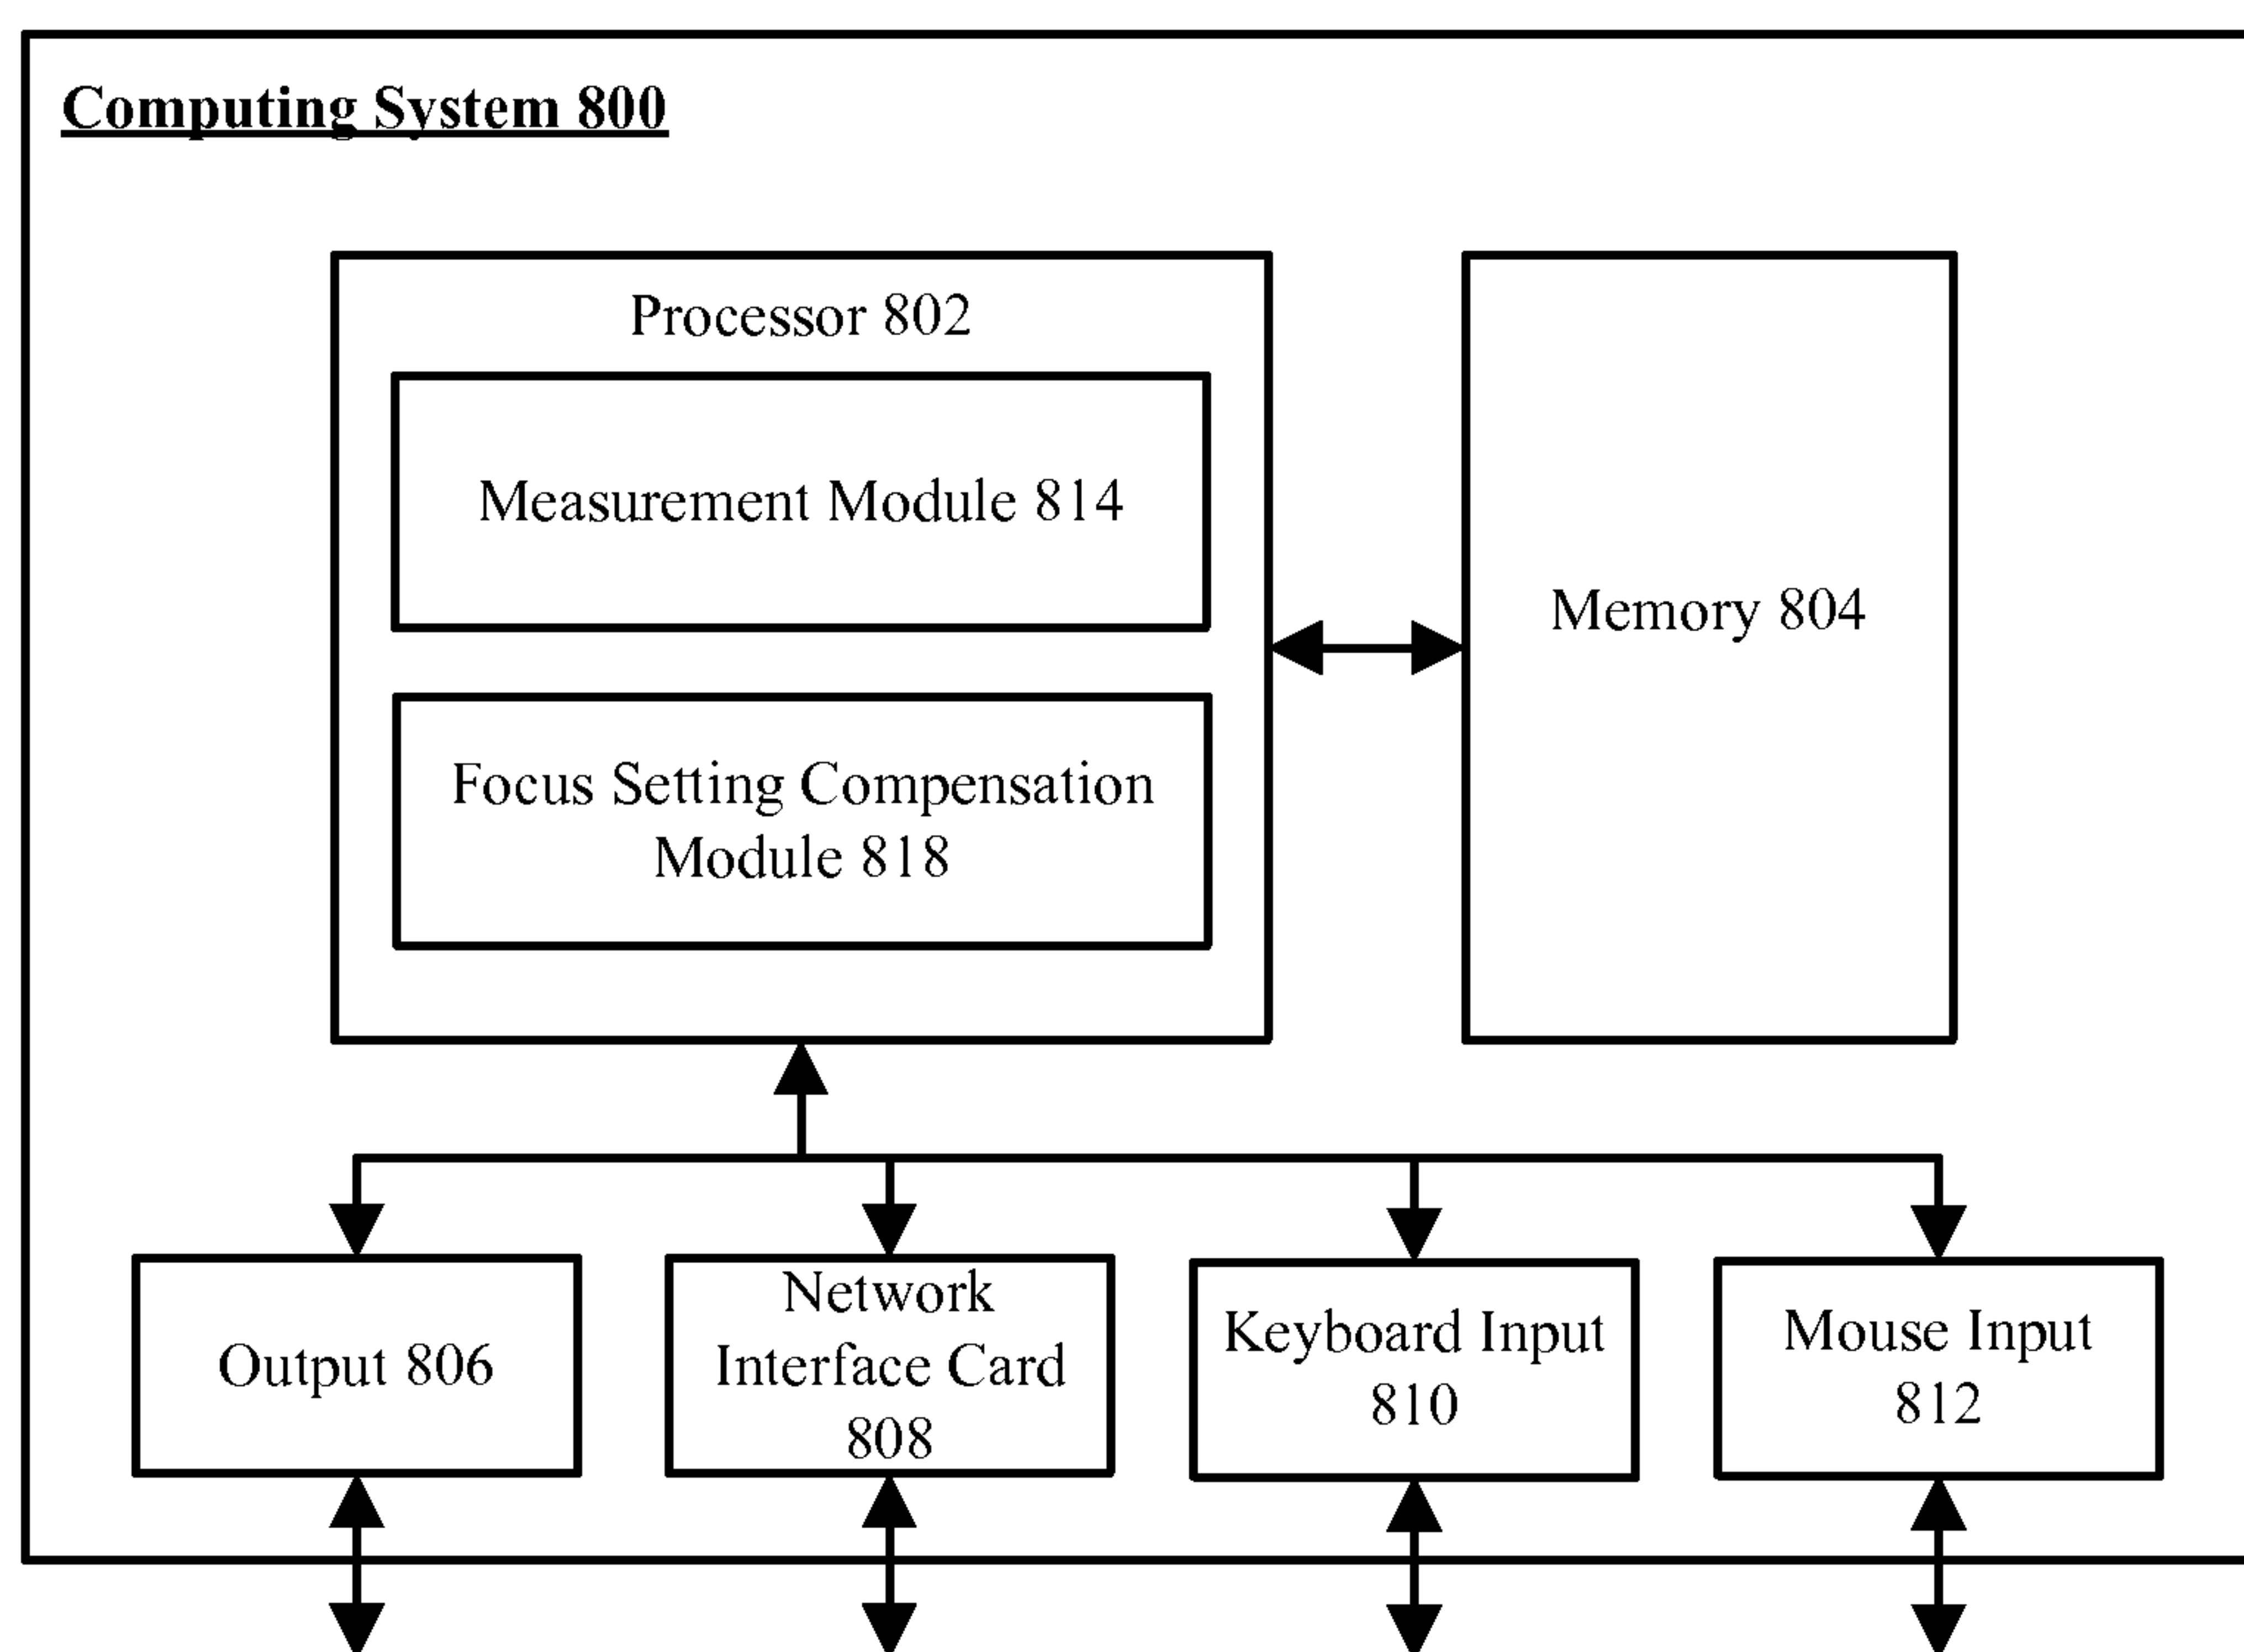 Computing System 800
Processor 802
Measurement Module 814
Focus Setting Compensation
Module 818
Memory 804
Output 806
Network
Interface Card
808
Keyboard Input
810
Mouse Input
812